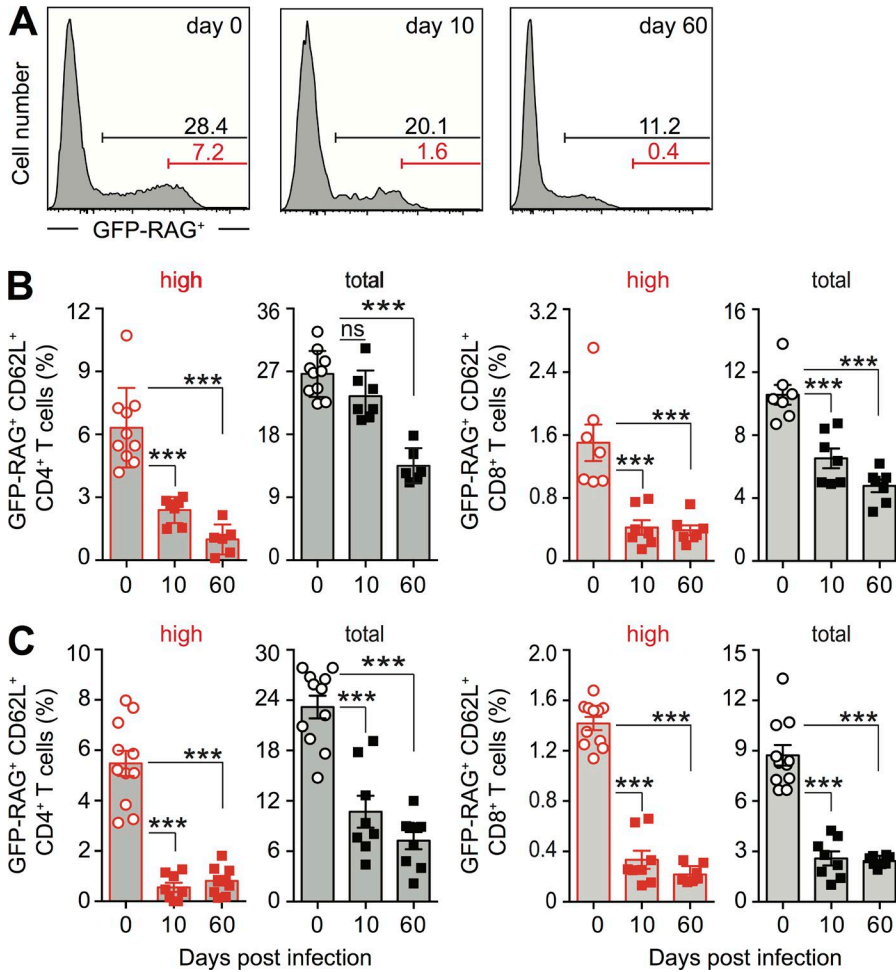 A
Cell number
day 0
28.4
7.2
day 10
20.1
1.6
day 60
11.2
0.4
GFP-RAG⁺
B
GFP-RAG⁺ CD62L⁺
CD4⁺ T cells (%)
high
12
9
6
3
0
***
***
0 10 60
total
36
27
18
9
0
ns
***
0 10 60
GFP-RAG⁺ CD62L⁺
CD8⁺ T cells (%)
high
3.2
2.4
1.6
0.8
0
***
***
0 10 60
total
16
12
8
4
0
***
***
0 10 60
C
GFP-RAG⁺ CD62L⁺
CD4⁺ T cells (%)
high
10
8
6
4
2
0
***
***
0 10 60
total
30
24
18
12
6
0
***
***
0 10 60
Days post infection
GFP-RAG⁺ CD62L⁺
CD8⁺ T cells (%)
high
2.0
1.6
1.2
0.8
0.4
0
***
***
0 10 60
total
15
12
9
6
3
0
***
***
0 10 60
Days post infection